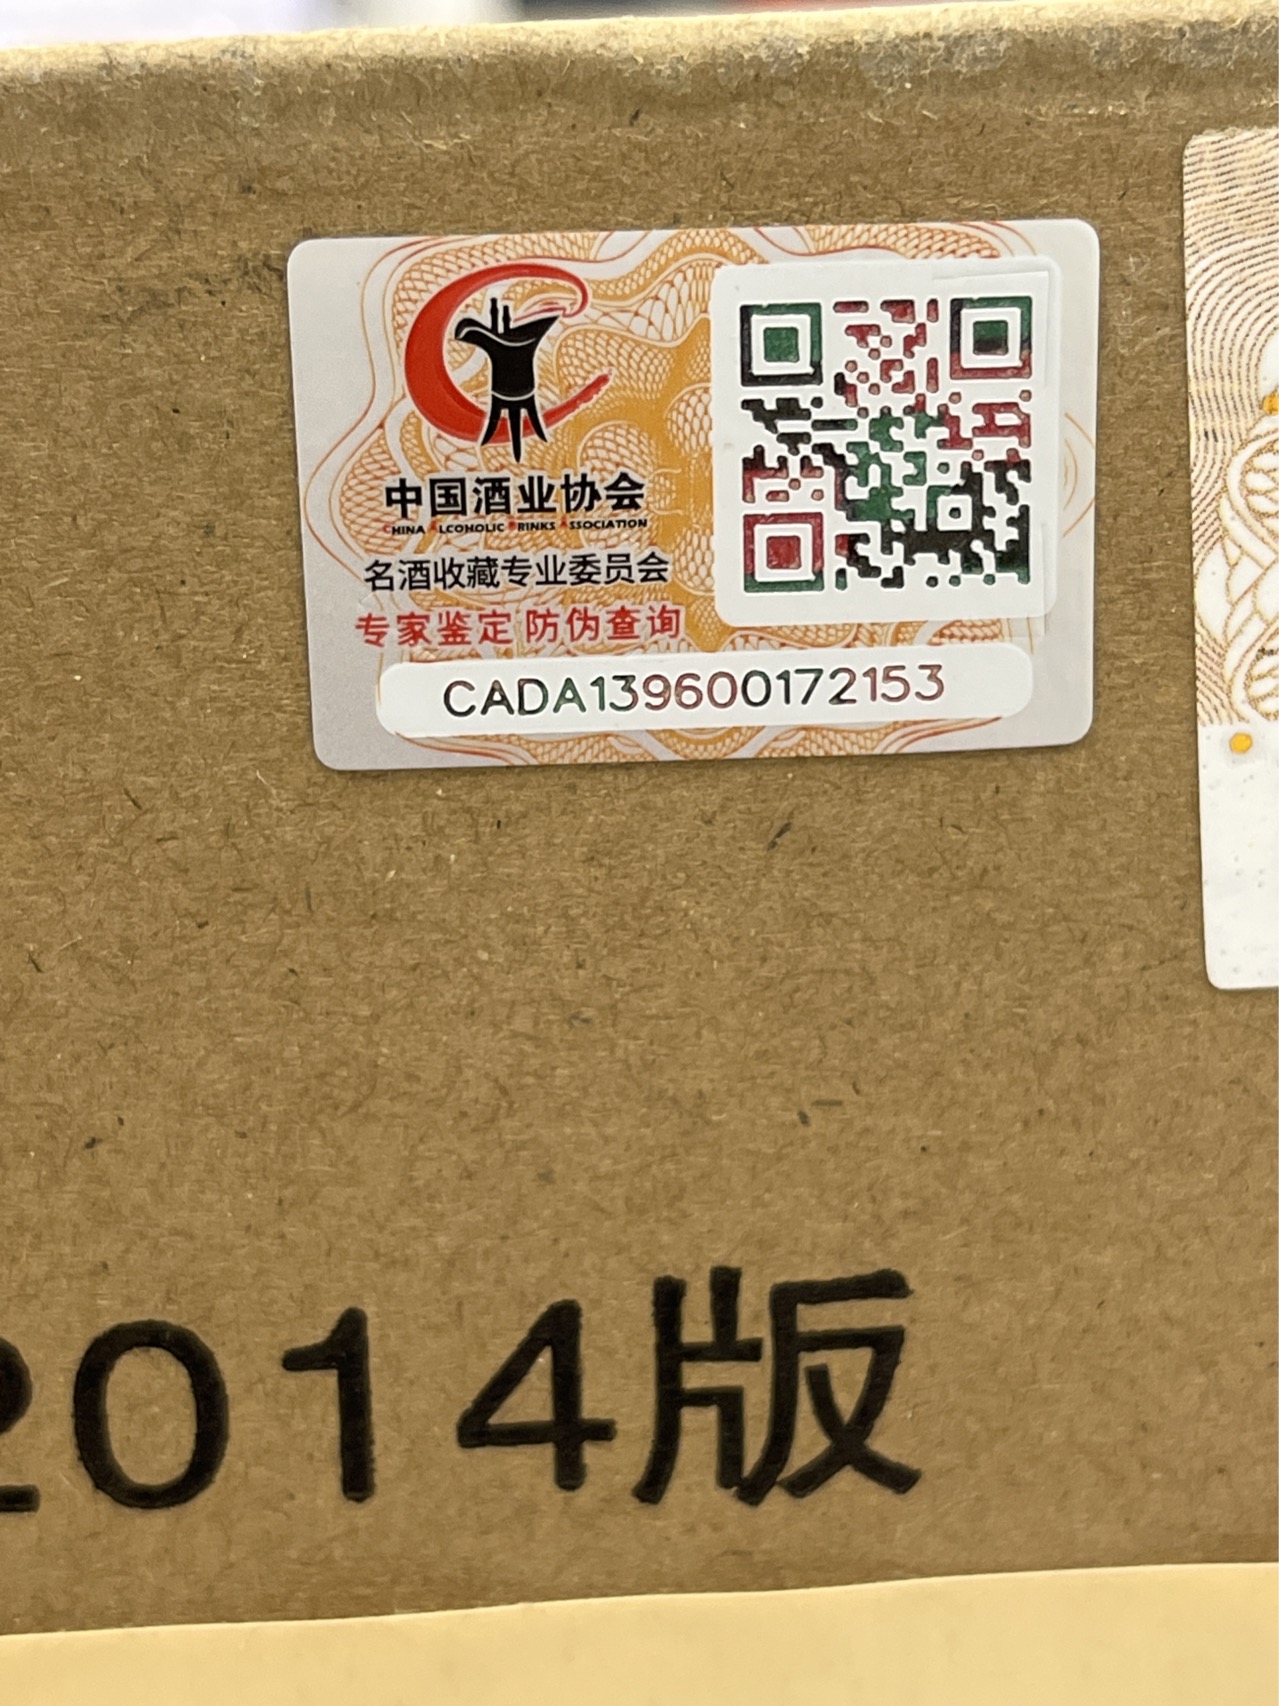 中国酒业协会
CHINA ALCOHOLIC DRINKS ASSOCIATION
名酒收藏专业委员会
专家鉴定 防伪查询
CADA139600172153
2014版